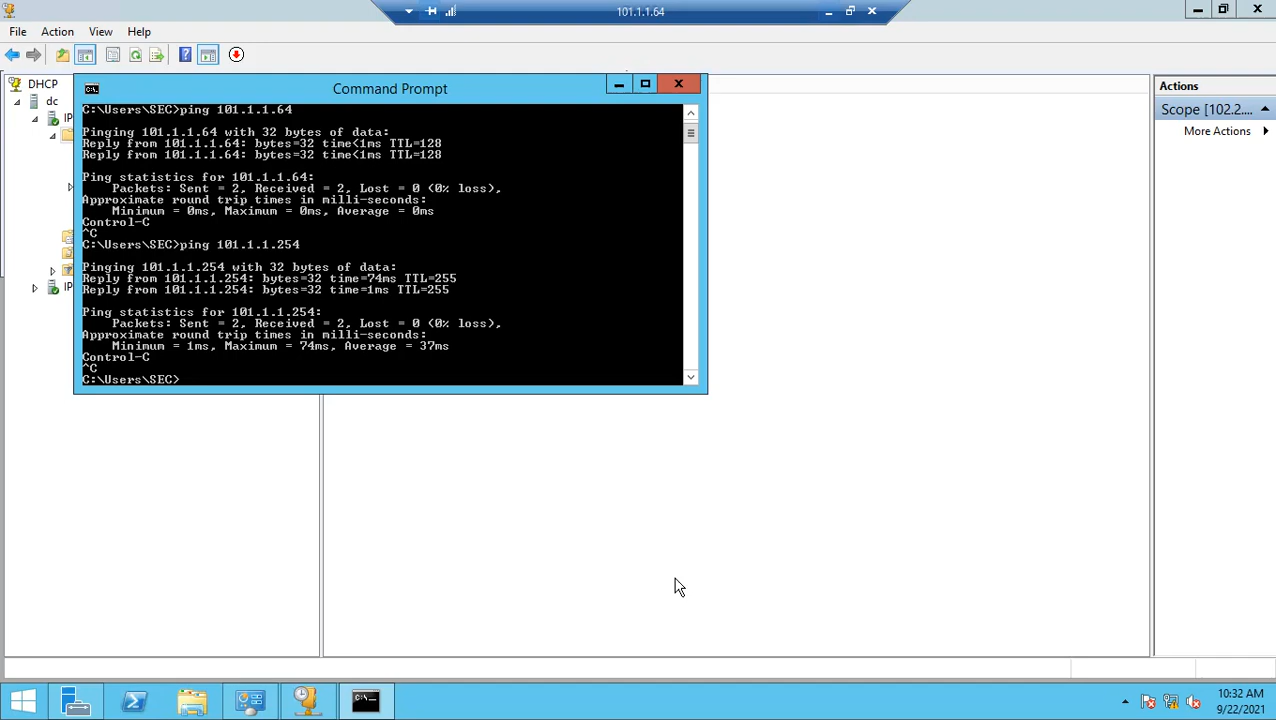 101.1.1.64
File Action View Help
DHCP
dc
IP
IP
Command Prompt
C:\Users\SEC>ping 101.1.1.64
Pinging 101.1.1.64 with 32 bytes of data:
Reply from 101.1.1.64: bytes=32 time<1ms TTL=128
Reply from 101.1.1.64: bytes=32 time<1ms TTL=128
Ping statistics for 101.1.1.64:
Packets: Sent = 2, Received = 2, Lost = 0 (0% loss),
Approximate round trip times in milli-seconds:
Minimum = 0ms, Maximum = 0ms, Average = 0ms
Control-C
^C
C:\Users\SEC>ping 101.1.1.254
Pinging 101.1.1.254 with 32 bytes of data:
Reply from 101.1.1.254: bytes=32 time=74ms TTL=255
Reply from 101.1.1.254: bytes=32 time=1ms TTL=255
Ping statistics for 101.1.1.254:
Packets: Sent = 2, Received = 2, Lost = 0 (0% loss),
Approximate round trip times in milli-seconds:
Minimum = 1ms, Maximum = 74ms, Average = 37ms
Control-C
^C
C:\Users\SEC>
Actions
Scope [102.2....
More Actions
10:32 AM
9/22/2021